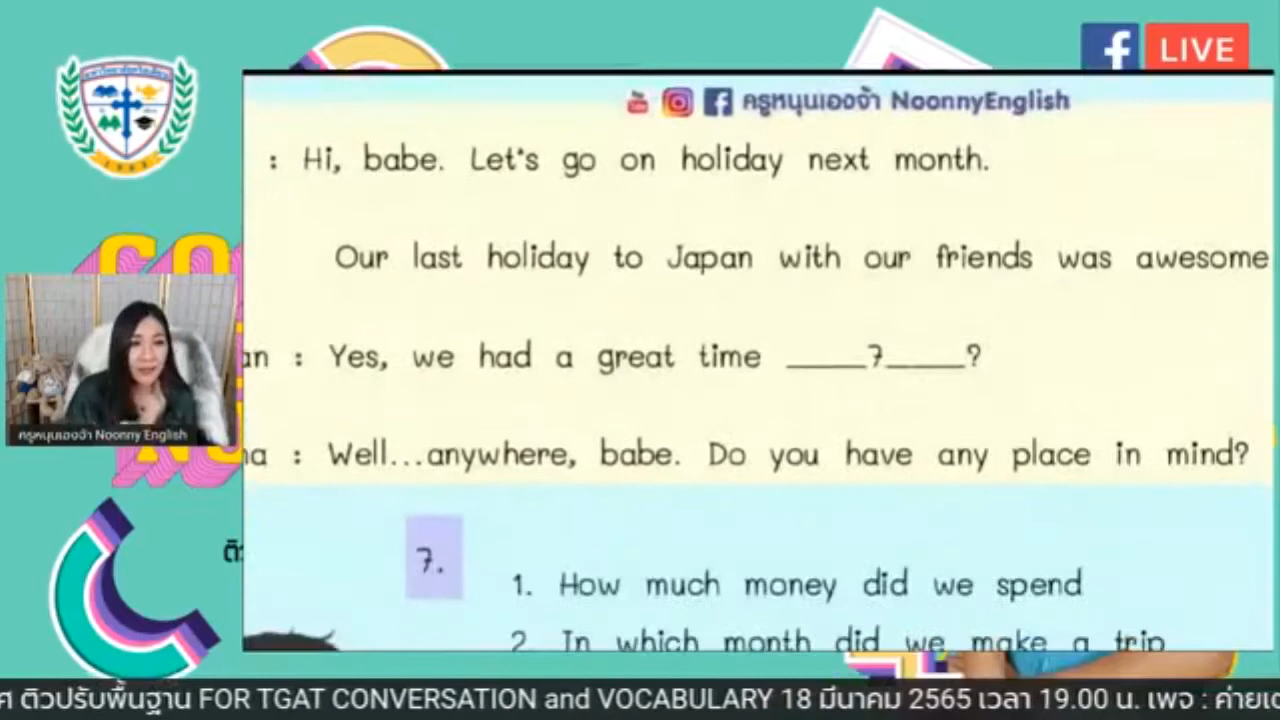 LIVE
ครูหนุนเองจ้า NoonnyEnglish
: Hi, babe. Let's go on holiday next month.
Our last holiday to Japan with our friends was awesome
an : Yes, we had a great time _____7_____?
na : Well...anywhere, babe. Do you have any place in mind?
ครูหนุนเองจ้า Noonny English
7.
1. How much money did we spend
2. In which month did we make a trip
ศ ติวปรับพื้นฐาน FOR TGAT CONVERSATION and VOCABULARY 18 มีนาคม 2565 เวลา 19.00 น. เพจ : ค่ายเต